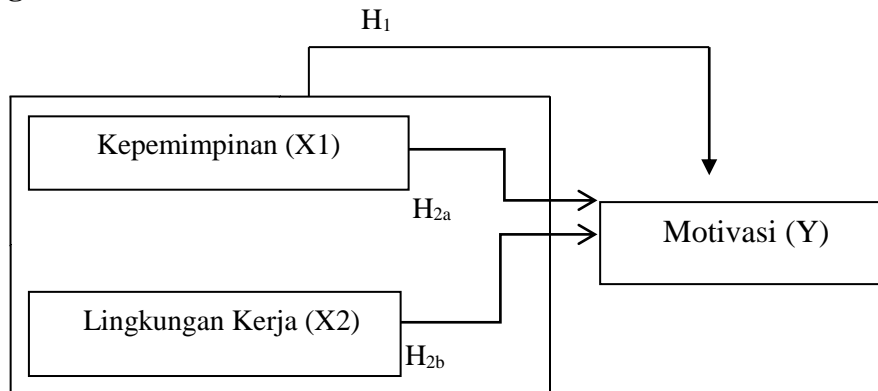 H1
Kepemimpinan (X1)
H2a
Motivasi (Y)
Lingkungan Kerja (X2)
H2b